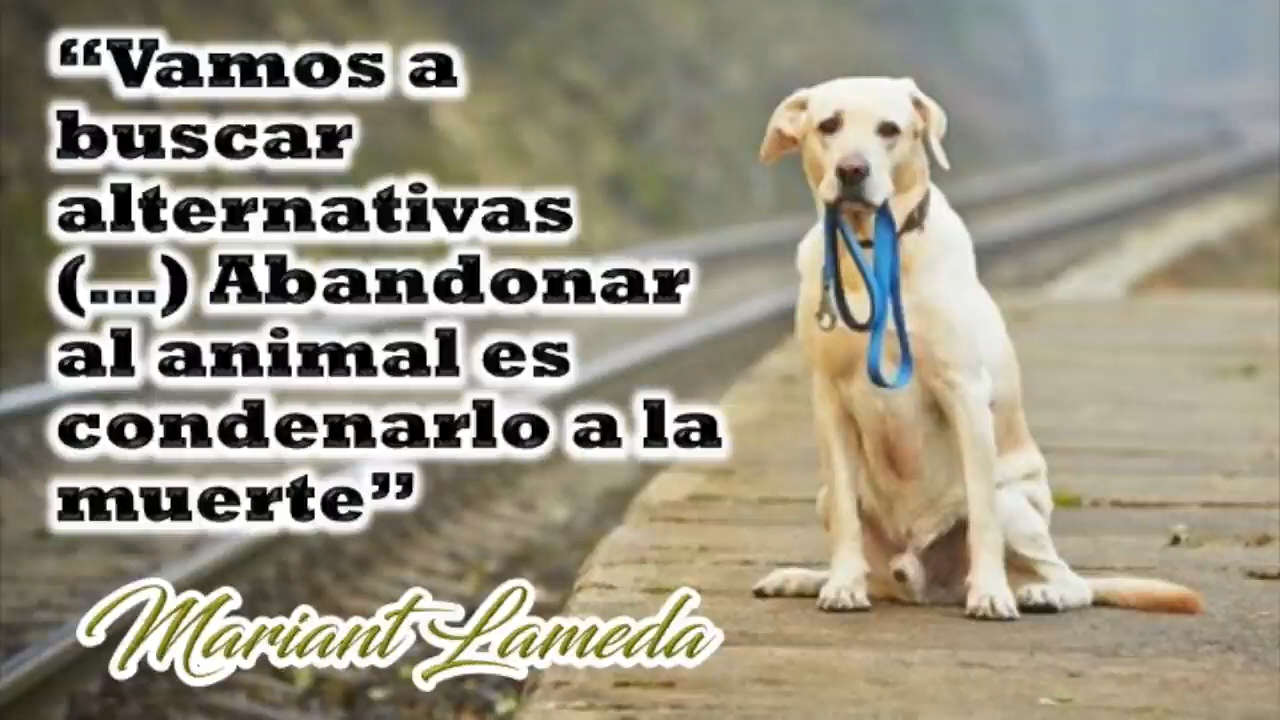 “Vamos a
buscar
alternativas
(...) Abandonar
al animal es
condenarlo a la
muerte”
Mariant Lameda